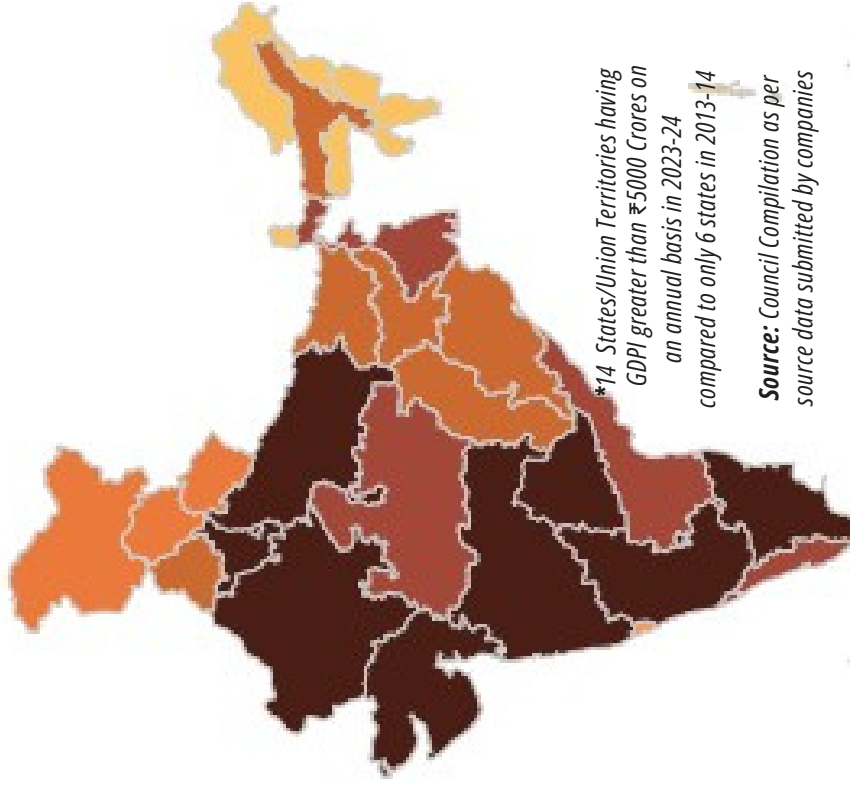 *14 States/Union Territories having
GDPI greater than ₹5000 Crores on
an annual basis in 2023-24
compared to only 6 states in 2013-14
Source: Council Compilation as per
source data submitted by companies